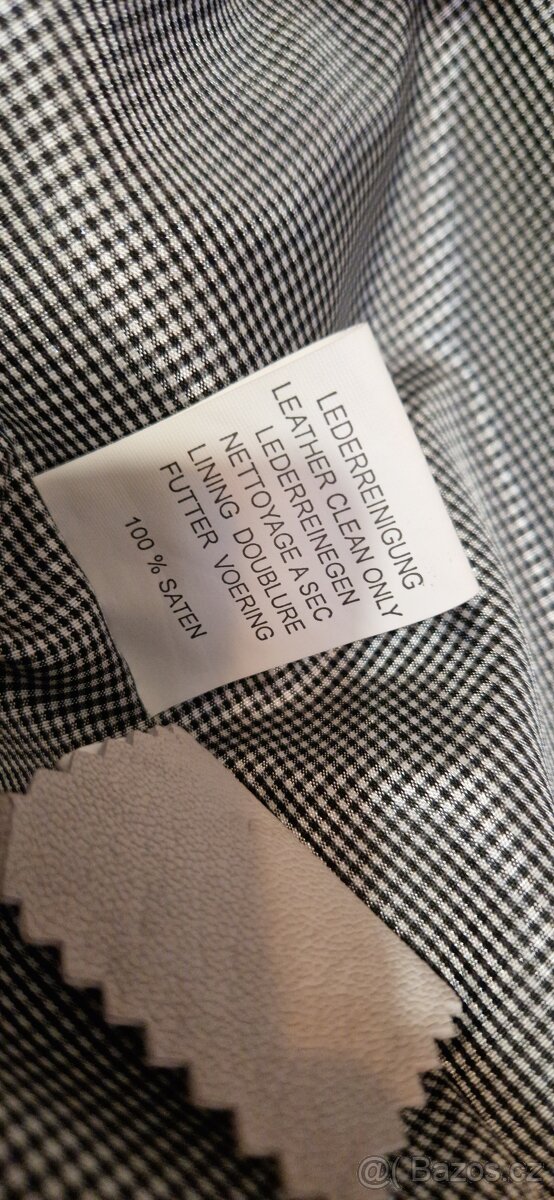 LEDERREINIGUNG
LEATHER CLEAN ONLY
LEDERREINEGEN
NETTOYAGE A SEC
LINING DOUBLURE
FUTTER VOERING
100 % SATEN
@( Bazos.cz